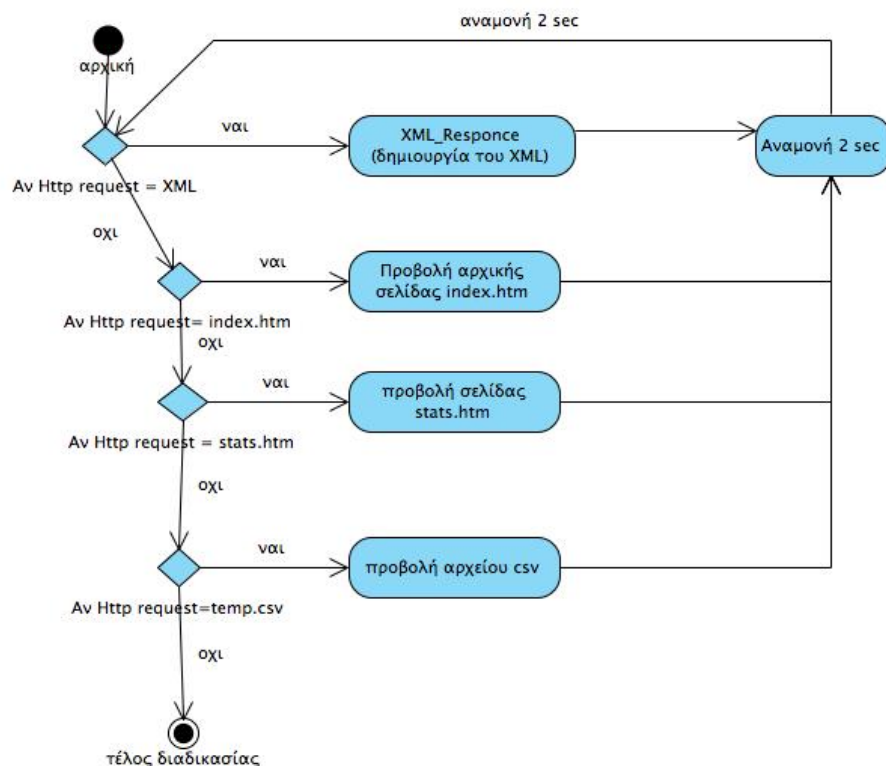 αναμονή 2 sec
αρχική
ναι
XML_Responce
(δημιουργία του XML)
Αναμονή 2 sec
Αν Http request = XML
οχι
ναι
Προβολή αρχικής
σελίδας index.htm
Αν Http request= index.htm
οχι
ναι
προβολή σελίδας
stats.htm
Αν Http request = stats.htm
οχι
ναι
προβολή αρχείου csv
Αν Http request=temp.csv
οχι
τέλος διαδικασίας